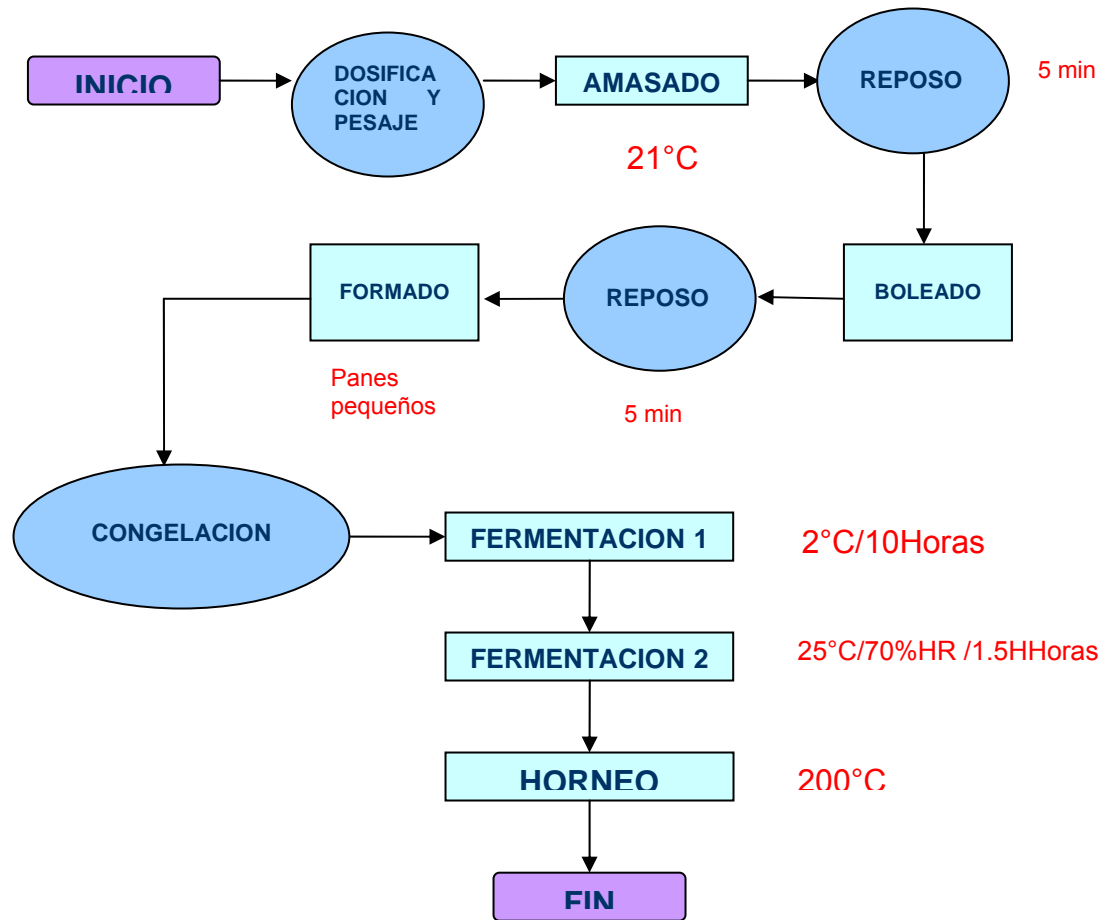 INICIO
DOSIFICA
CION Y
PESAJE
AMASADO
21°C
REPOSO
5 min
BOLEADO
REPOSO
5 min
FORMADO
Panes
pequeños
CONGELACION
FERMENTACION 1
2°C/10Horas
FERMENTACION 2
25°C/70%HR /1.5HHoras
HORNEO
200°C
FIN